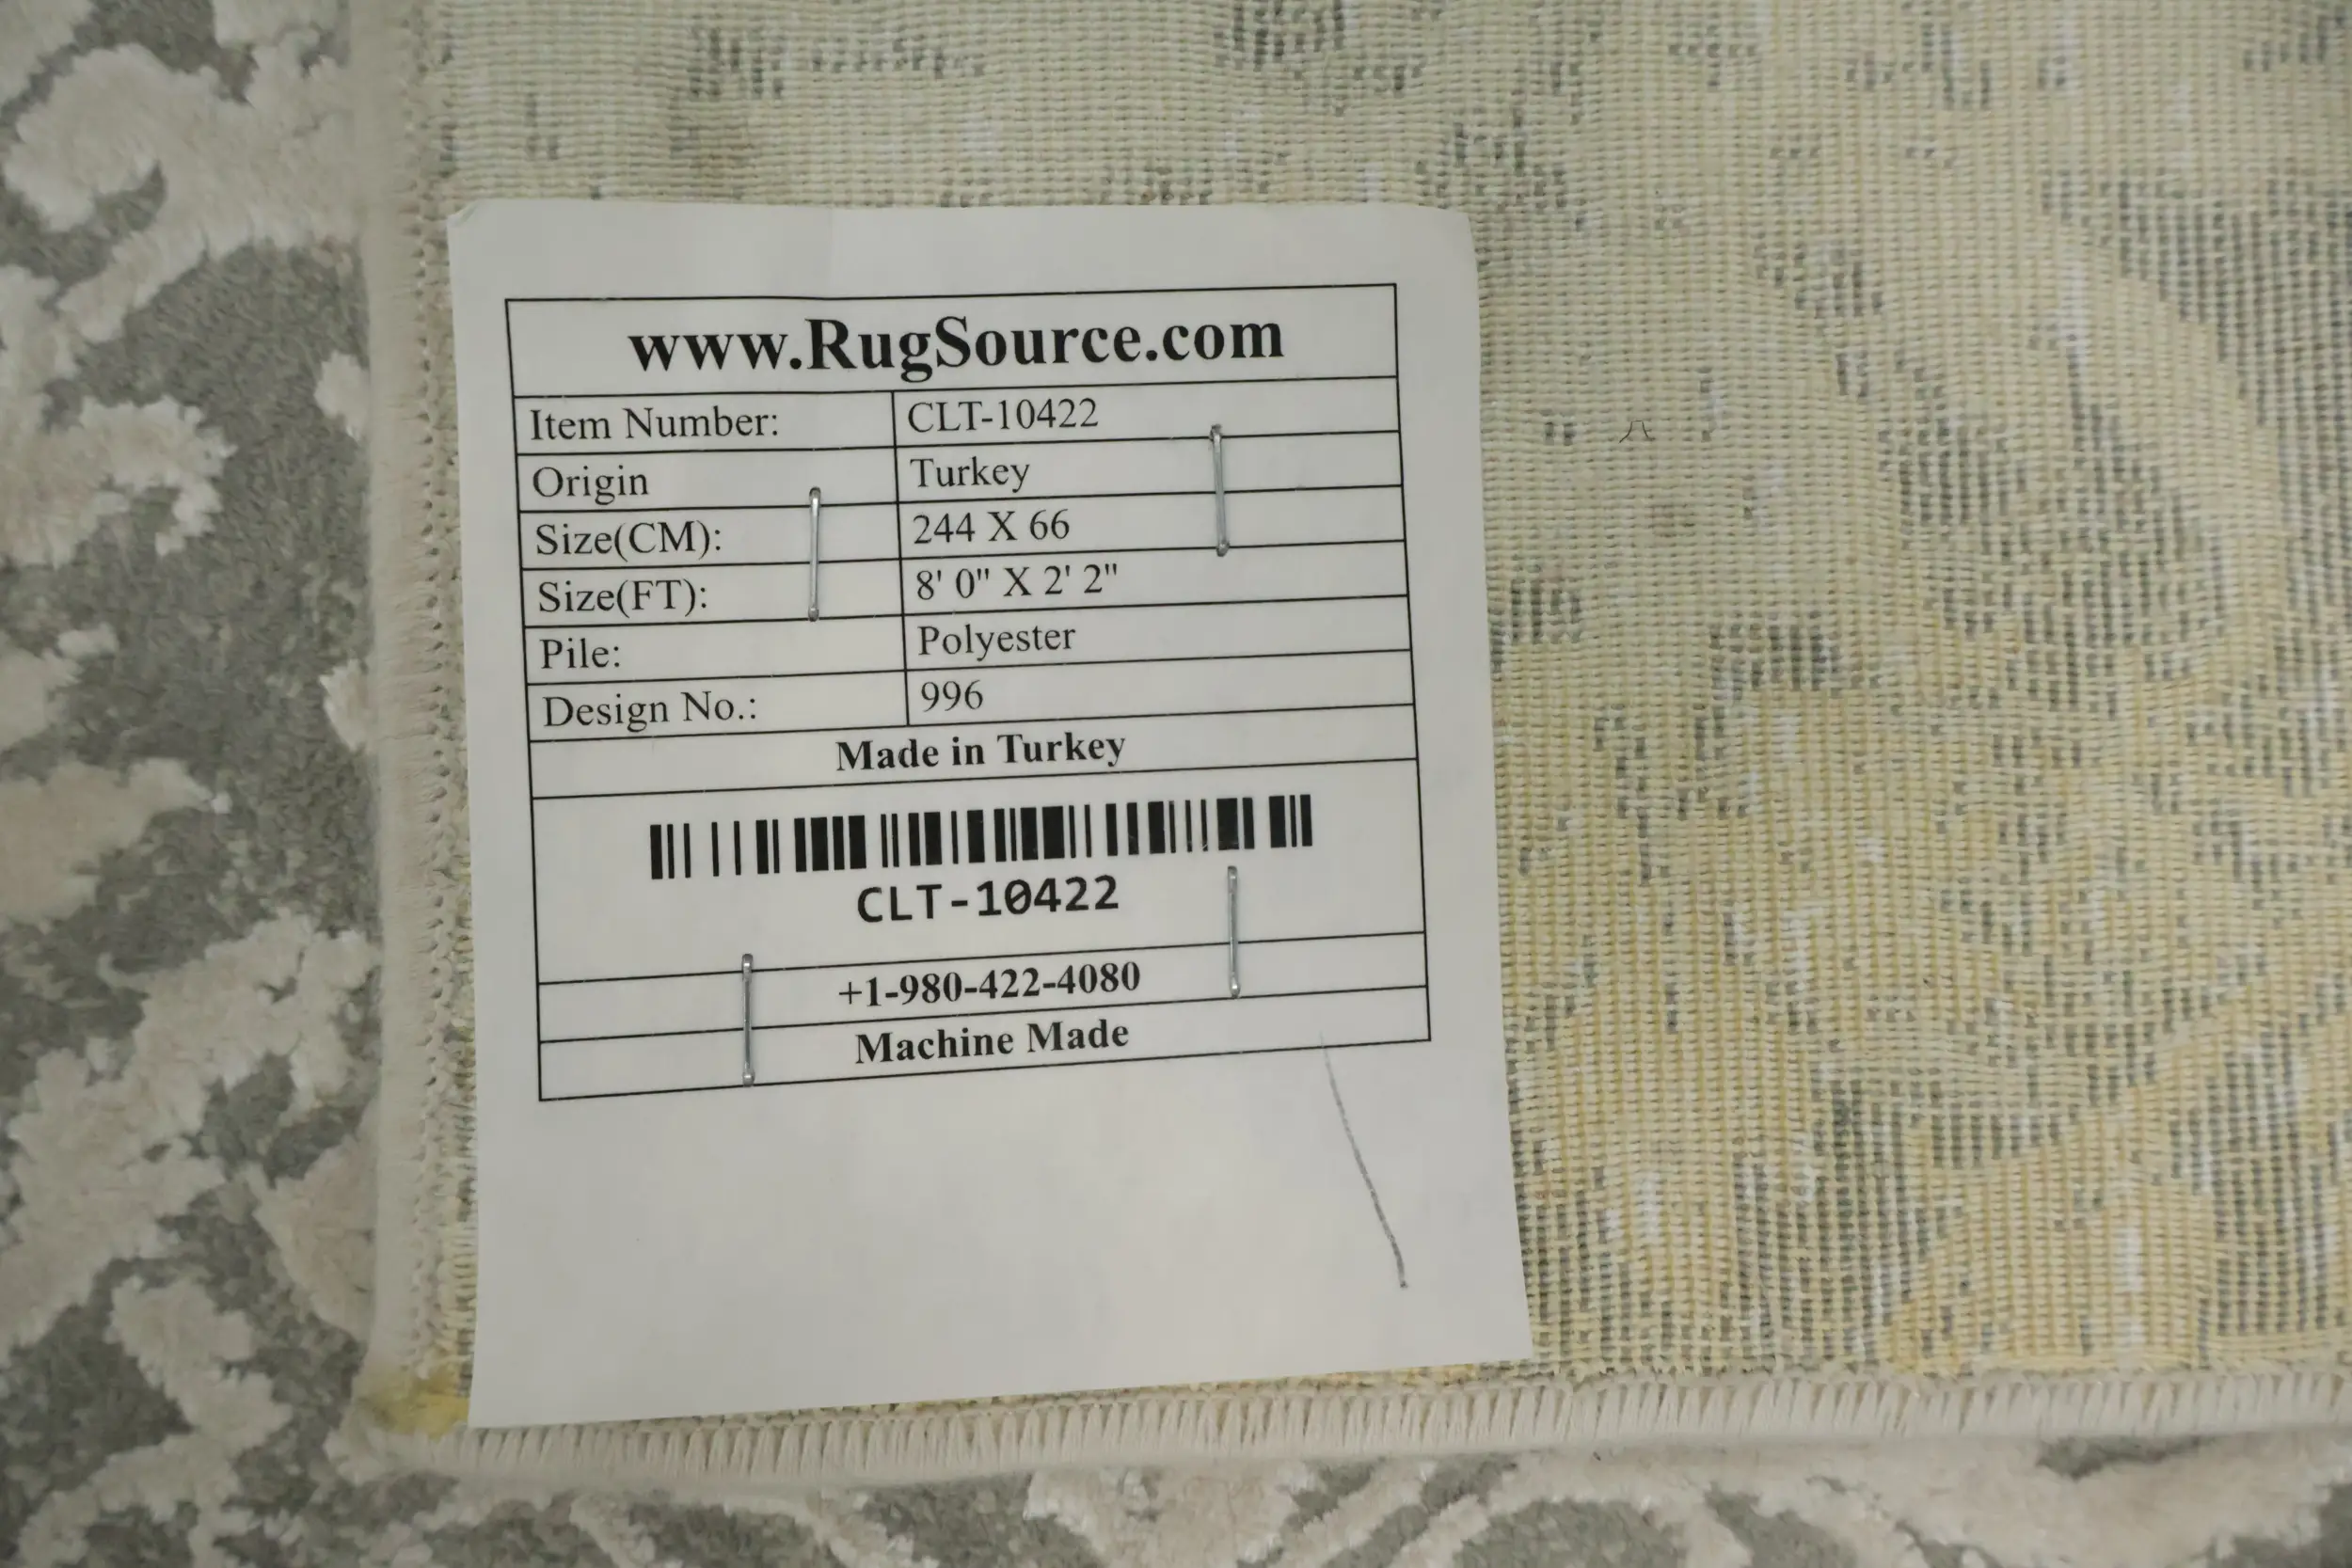 www.RugSource.com
Item Number: CLT-10422
Origin Turkey
Size(CM): 244 X 66
Size(FT): 8' 0" X 2' 2"
Pile: Polyester
Design No.: 996
Made in Turkey
CLT-10422
+1-980-422-4080
Machine Made